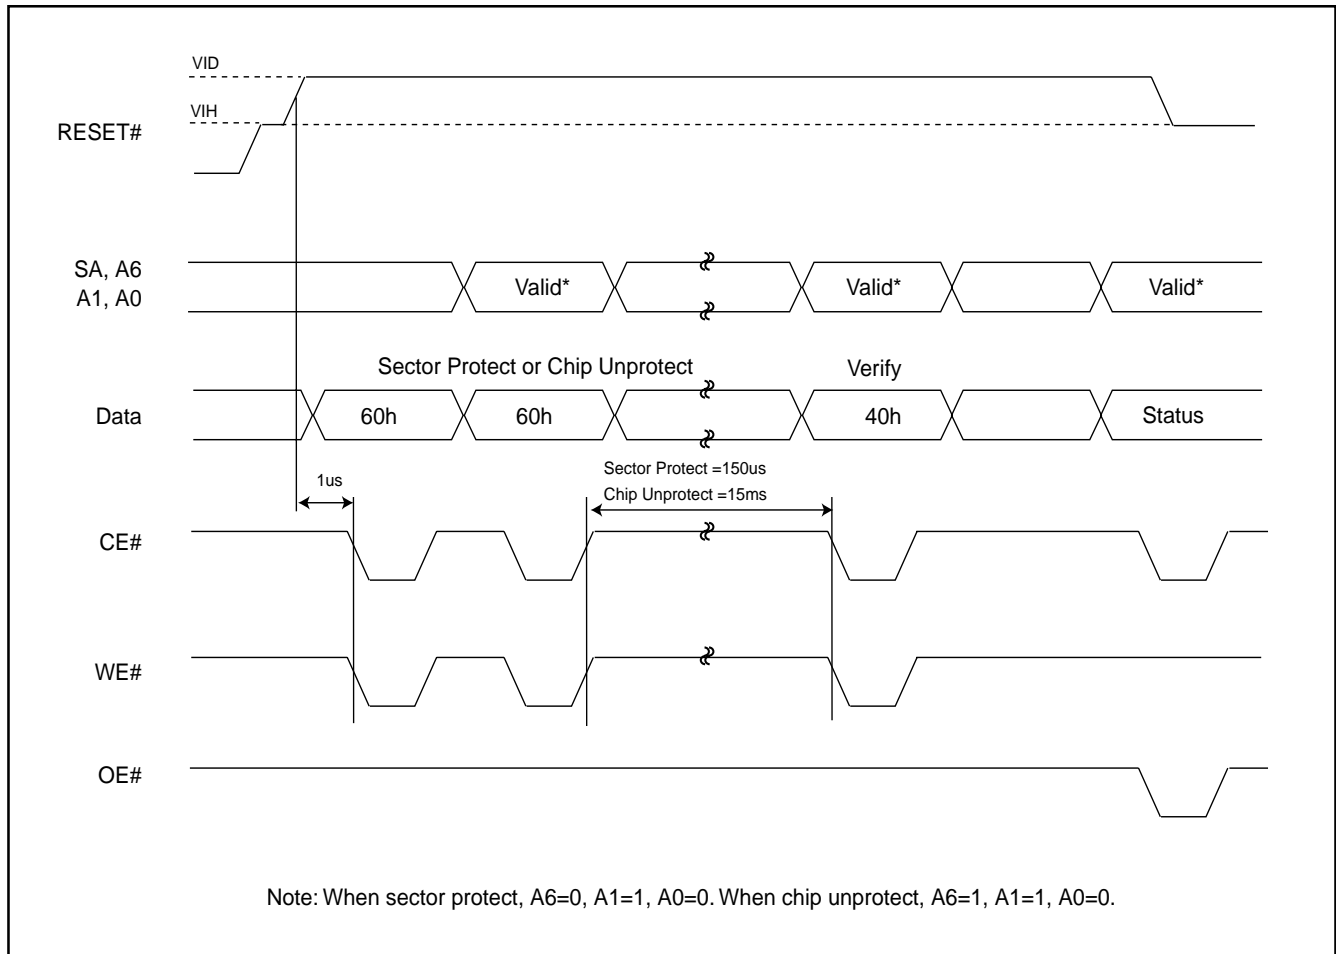 VID
VIH
RESET#
SA, A6
A1, A0
Valid*
Valid*
Valid*
Sector Protect or Chip Unprotect
Verify
Data
60h
60h
40h
Status
1us
Sector Protect =150us
Chip Unprotect =15ms
CE#
WE#
OE#
Note: When sector protect, A6=0, A1=1, A0=0. When chip unprotect, A6=1, A1=1, A0=0.